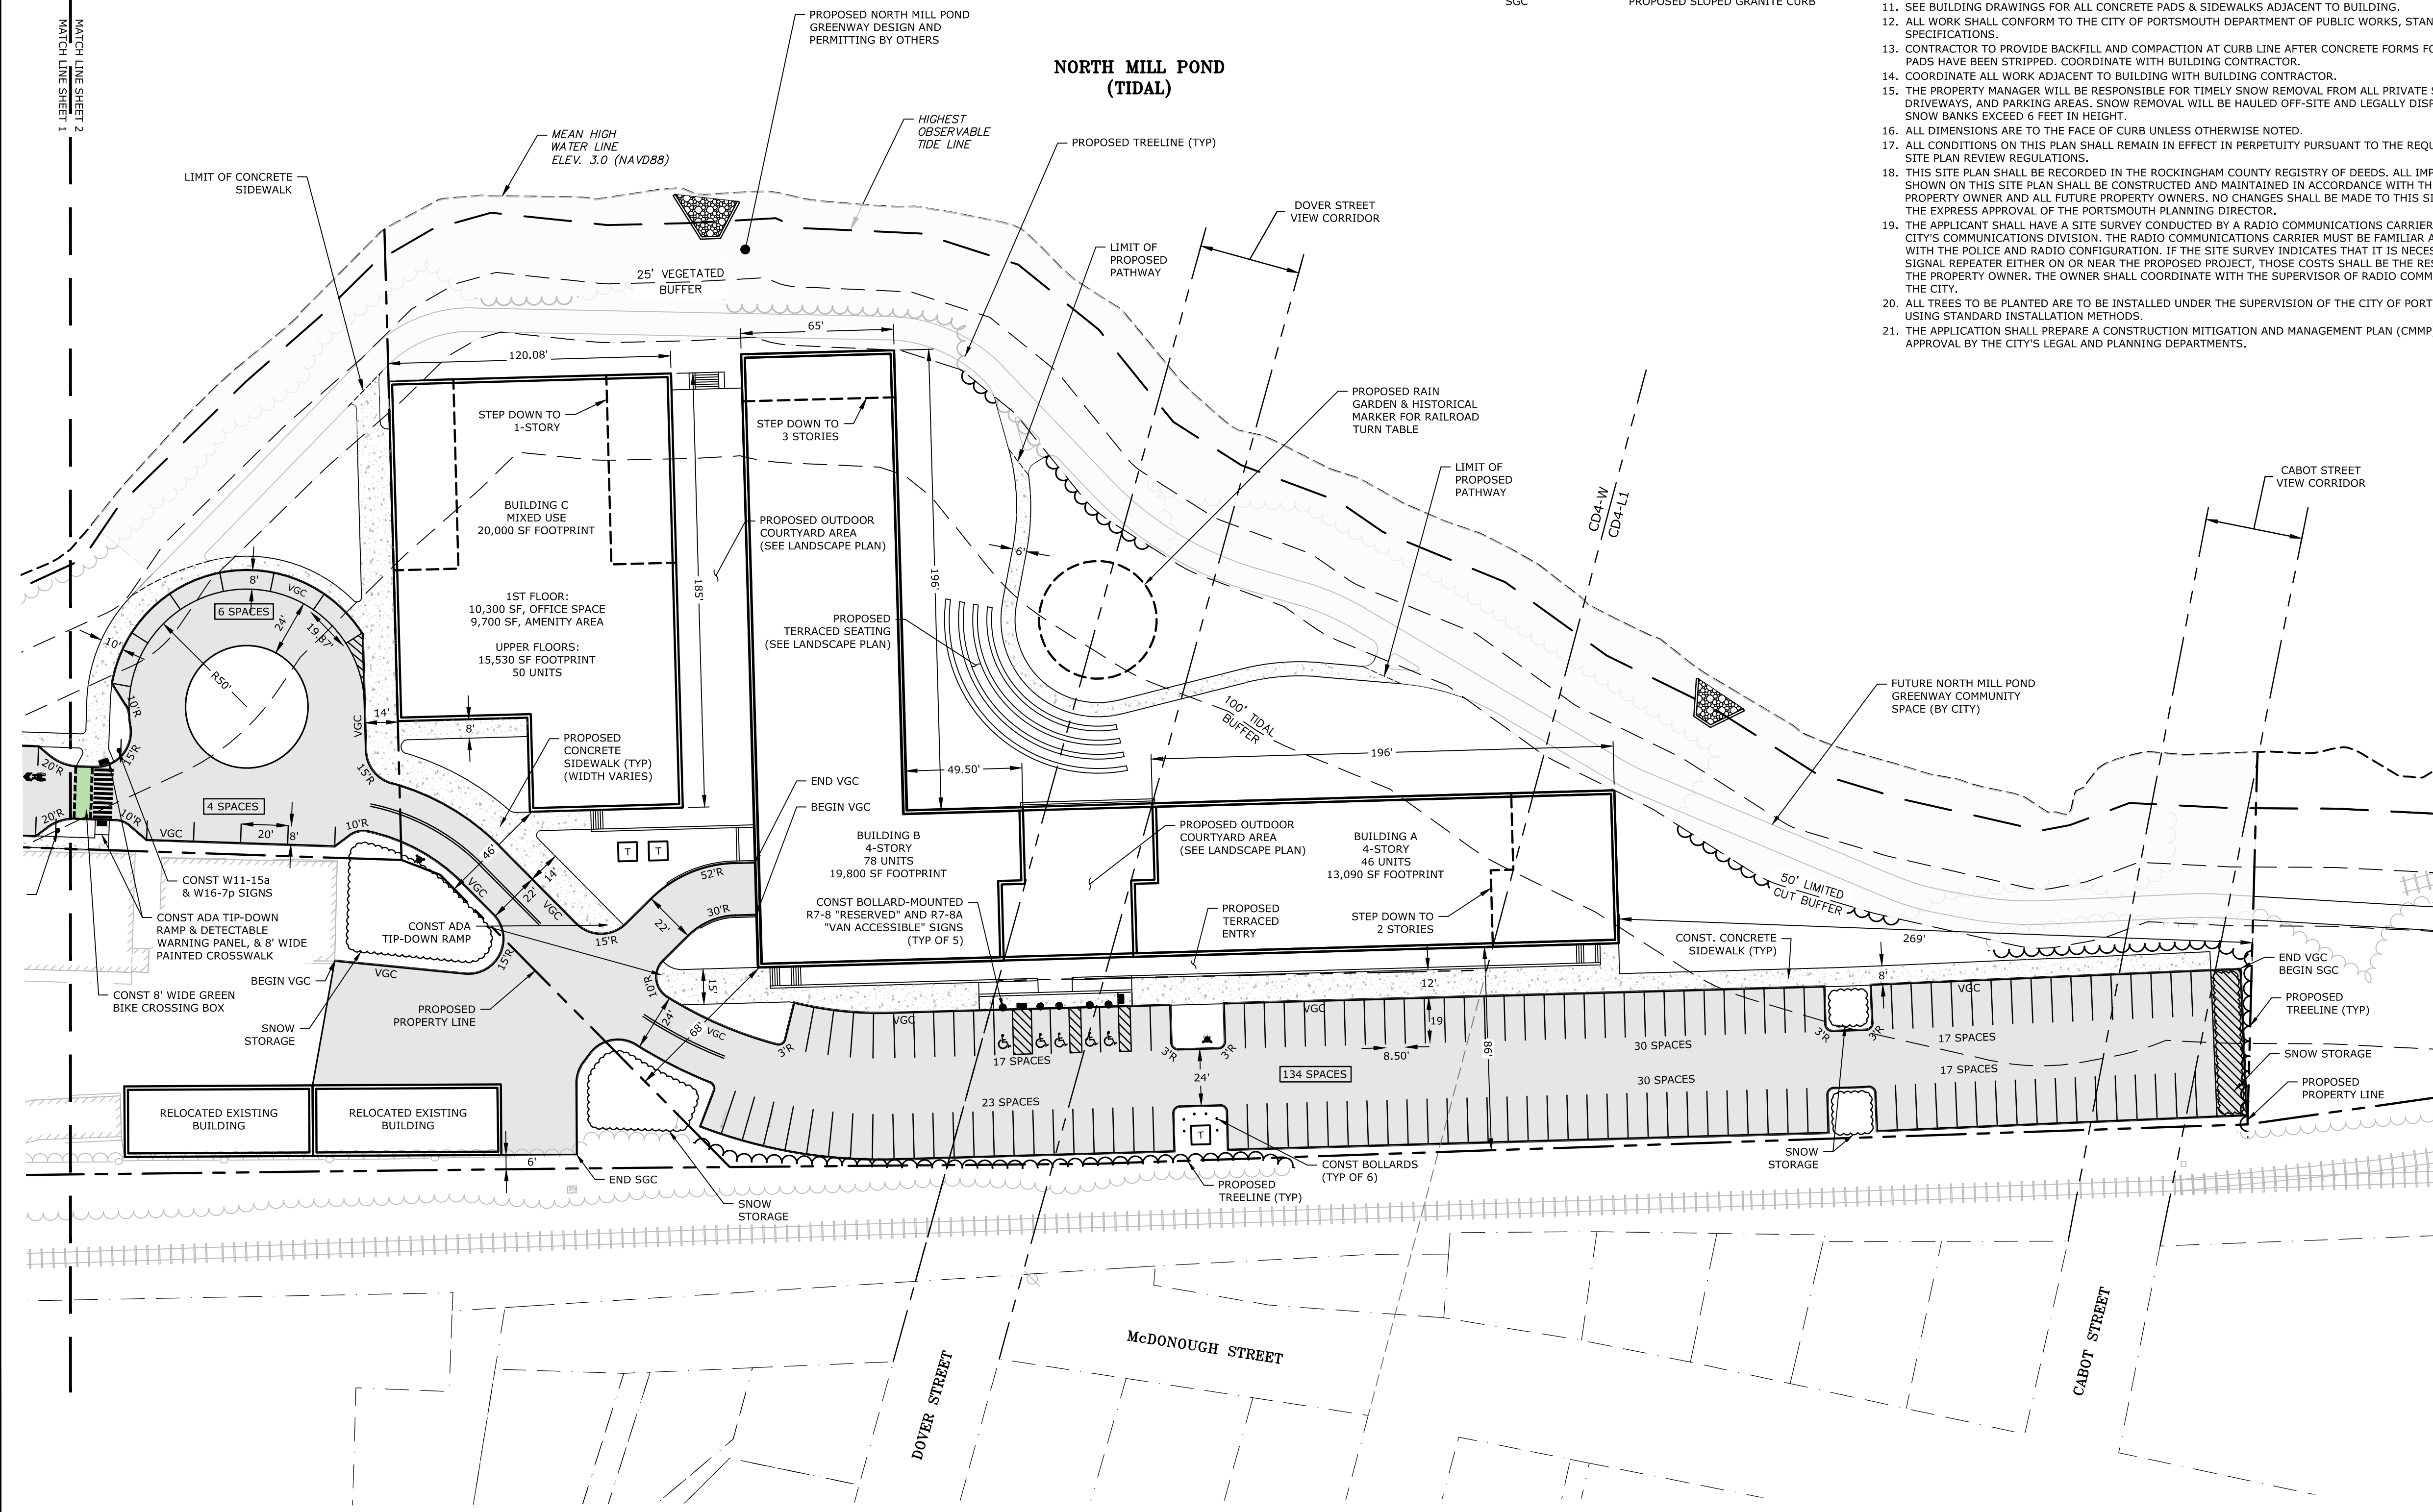 MATCH LINE SHEET 2
MATCH LINE SHEET 1
PROPOSED NORTH MILL POND
GREENWAY DESIGN AND
PERMITTING BY OTHERS
NORTH MILL POND
(TIDAL)
SGC PROPOSED SLOPED GRANITE CURB
11. SEE BUILDING DRAWINGS FOR ALL CONCRETE PADS & SIDEWALKS ADJACENT TO BUILDING.
12. ALL WORK SHALL CONFORM TO THE CITY OF PORTSMOUTH DEPARTMENT OF PUBLIC WORKS, STAN
SPECIFICATIONS.
13. CONTRACTOR TO PROVIDE BACKFILL AND COMPACTION AT CURB LINE AFTER CONCRETE FORMS FO
PADS HAVE BEEN STRIPPED. COORDINATE WITH BUILDING CONTRACTOR.
14. COORDINATE ALL WORK ADJACENT TO BUILDING WITH BUILDING CONTRACTOR.
15. THE PROPERTY MANAGER WILL BE RESPONSIBLE FOR TIMELY SNOW REMOVAL FROM ALL PRIVATE S
DRIVEWAYS, AND PARKING AREAS. SNOW REMOVAL WILL BE HAULED OFF-SITE AND LEGALLY DISP
SNOW BANKS EXCEED 6 FEET IN HEIGHT.
16. ALL DIMENSIONS ARE TO THE FACE OF CURB UNLESS OTHERWISE NOTED.
17. ALL CONDITIONS ON THIS PLAN SHALL REMAIN IN EFFECT IN PERPETUITY PURSUANT TO THE REQU
SITE PLAN REVIEW REGULATIONS.
18. THIS SITE PLAN SHALL BE RECORDED IN THE ROCKINGHAM COUNTY REGISTRY OF DEEDS. ALL IMP
SHOWN ON THIS SITE PLAN SHALL BE CONSTRUCTED AND MAINTAINED IN ACCORDANCE WITH TH
PROPERTY OWNER AND ALL FUTURE PROPERTY OWNERS. NO CHANGES SHALL BE MADE TO THIS SI
THE EXPRESS APPROVAL OF THE PORTSMOUTH PLANNING DIRECTOR.
19. THE APPLICANT SHALL HAVE A SITE SURVEY CONDUCTED BY A RADIO COMMUNICATIONS CARRIER
CITY'S COMMUNICATIONS DIVISION. THE RADIO COMMUNICATIONS CARRIER MUST BE FAMILIAR A
WITH THE POLICE AND RADIO CONFIGURATION. IF THE SITE SURVEY INDICATES THAT IT IS NECES
SIGNAL REPEATER EITHER ON OR NEAR THE PROPOSED PROJECT, THOSE COSTS SHALL BE THE RES
THE PROPERTY OWNER. THE OWNER SHALL COORDINATE WITH THE SUPERVISOR OF RADIO COMM
THE CITY.
20. ALL TREES TO BE PLANTED ARE TO BE INSTALLED UNDER THE SUPERVISION OF THE CITY OF PORT
USING STANDARD INSTALLATION METHODS.
21. THE APPLICATION SHALL PREPARE A CONSTRUCTION MITIGATION AND MANAGEMENT PLAN (CMMP
APPROVAL BY THE CITY'S LEGAL AND PLANNING DEPARTMENTS.
MEAN HIGH
WATER LINE
ELEV. 3.0 (NAVD88)
HIGHEST
OBSERVABLE
TIDE LINE
PROPOSED TREELINE (TYP)
LIMIT OF CONCRETE
SIDEWALK
DOVER STREET
VIEW CORRIDOR
LIMIT OF
PROPOSED
PATHWAY
25' VEGETATED
BUFFER
65'
120.08'
STEP DOWN TO
1-STORY
STEP DOWN TO
3 STORIES
PROPOSED RAIN
GARDEN & HISTORICAL
MARKER FOR RAILROAD
TURN TABLE
LIMIT OF
PROPOSED
PATHWAY
CD4-W
CD4-L1
CABOT STREET
VIEW CORRIDOR
BUILDING C
MIXED USE
20,000 SF FOOTPRINT
PROPOSED OUTDOOR
COURTYARD AREA
(SEE LANDSCAPE PLAN)
6'
196'
185'
1ST FLOOR:
10,300 SF, OFFICE SPACE
9,700 SF, AMENITY AREA
UPPER FLOORS:
15,530 SF FOOTPRINT
50 UNITS
PROPOSED
TERRACED SEATING
(SEE LANDSCAPE PLAN)
8'
VGC
6 SPACES
24'
19.87'
10'
R50'
10'R
VGC
14'
8'
15'R
15'R
20'R
4 SPACES
20'R
10'R
VGC
20'
8'
10'R
PROPOSED
CONCRETE
SIDEWALK (TYP)
(WIDTH VARIES)
END VGC
BEGIN VGC
100' TIDAL
BUFFER
196'
49.50'
FUTURE NORTH MILL POND
GREENWAY COMMUNITY
SPACE (BY CITY)
BUILDING B
4-STORY
78 UNITS
19,800 SF FOOTPRINT
PROPOSED OUTDOOR
COURTYARD AREA
(SEE LANDSCAPE PLAN)
BUILDING A
4-STORY
46 UNITS
13,090 SF FOOTPRINT
T
T
46'
14'
22'
VGC
VGC
52'R
30'R
22'
CONST W11-15a
& W16-7p SIGNS
CONST ADA TIP-DOWN
RAMP & DETECTABLE
WARNING PANEL, & 8' WIDE
PAINTED CROSSWALK
CONST ADA
TIP-DOWN RAMP
CONST BOLLARD-MOUNTED
R7-8 "RESERVED" AND R7-8A
"VAN ACCESSIBLE" SIGNS
(TYP OF 5)
PROPOSED
TERRACED
ENTRY
STEP DOWN TO
2 STORIES
50' LIMITED
CUT BUFFER
15'R
15'R
BEGIN VGC
VGC
CONST 8' WIDE GREEN
BIKE CROSSING BOX
SNOW
STORAGE
PROPOSED
PROPERTY LINE
10'R
15'
24'
68'
VGC
3'R
VGC
12'
CONST. CONCRETE
SIDEWALK (TYP)
269'
8'
VGC
END VGC
BEGIN SGC
PROPOSED
TREELINE (TYP)
VGC
19'
86'
8.50'
17 SPACES
3'R
3'R
30 SPACES
3'R
3'R
17 SPACES
24'
134 SPACES
30 SPACES
17 SPACES
23 SPACES
SNOW STORAGE
PROPOSED
PROPERTY LINE
RELOCATED EXISTING
BUILDING
RELOCATED EXISTING
BUILDING
T
6'
END SGC
SNOW
STORAGE
PROPOSED
TREELINE (TYP)
CONST BOLLARDS
(TYP OF 6)
SNOW
STORAGE
McDONOUGH STREET
DOVER STREET
CABOT STREET